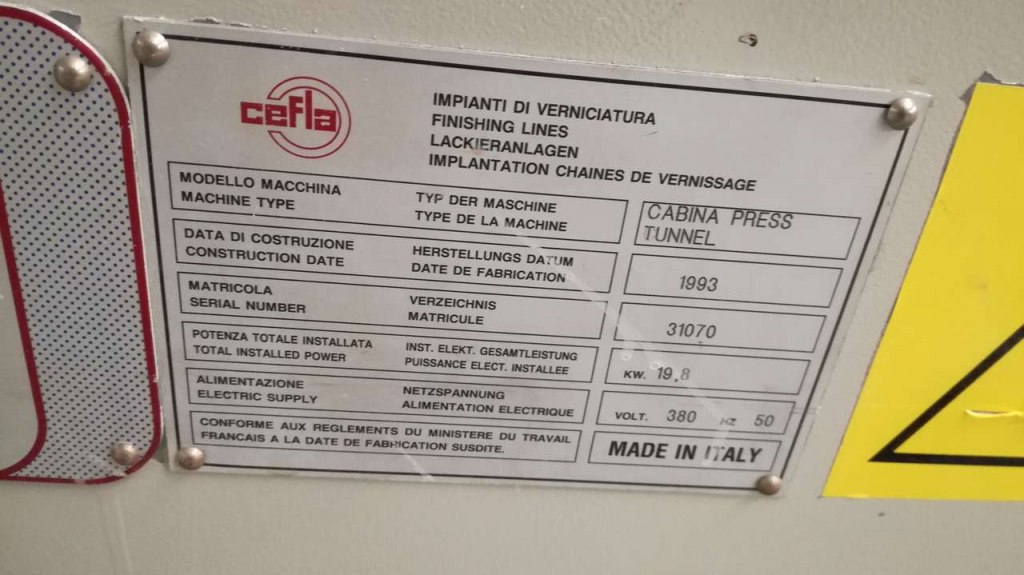 cefla
IMPIANTI DI VERNICIATURA
FINISHING LINES
LACKIERANLAGEN
IMPLANTATION CHAINES DE VERNISSAGE
MODELLO MACCHINA TYP DER MASCHINE
MACHINE TYPE TYPE DE LA MACHINE
CABINA PRESS
TUNNEL
DATA DI COSTRUZIONE HERSTELLUNGS DATUM
CONSTRUCTION DATE DATE DE FABRICATION
1993
MATRICOLA VERZEICHNIS
SERIAL NUMBER MATRICULE
31070
POTENZA TOTALE INSTALLATA INST. ELEKT. GESAMTLEISTUNG
TOTAL INSTALLED POWER PUISSANCE ELECT. INSTALLEE
KW. 19,8
ALIMENTAZIONE NETZSPANNUNG
ELECTRIC SUPPLY ALIMENTATION ELECTRIQUE
VOLT. 380 HZ 50
CONFORME AUX REGLEMENTS DU MINISTERE DU TRAVAIL
FRANCAIS A LA DATE DE FABRICATION SUSDITE.
MADE IN ITALY